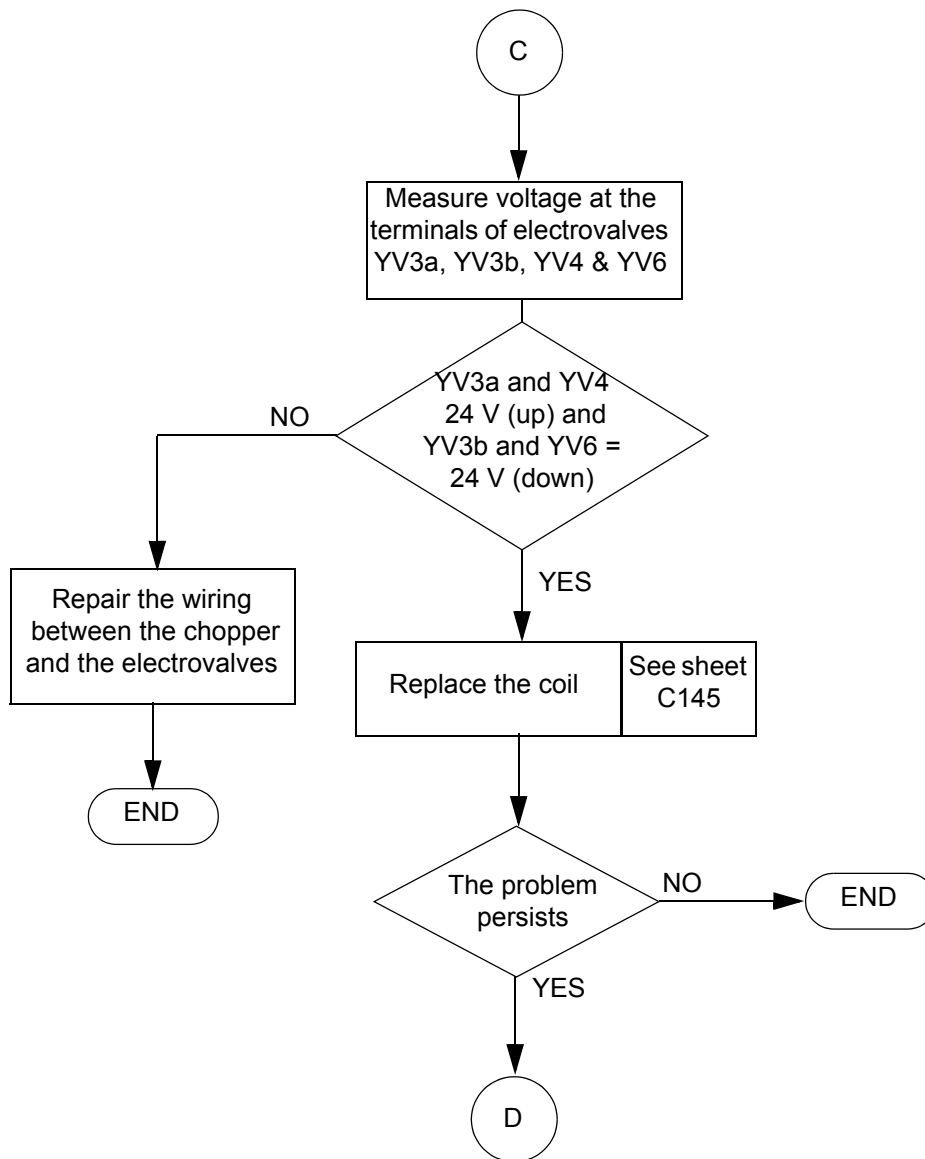 C
Measure voltage at the
terminals of electrovalves
YV3a, YV3b, YV4 & YV6
YV3a and YV4
24 V (up) and
YV3b and YV6 =
24 V (down)
NO
YES
Repair the wiring
between the chopper
and the electrovalves
END
Replace the coil
See sheet
C145
The problem
persists
NO
END
YES
D